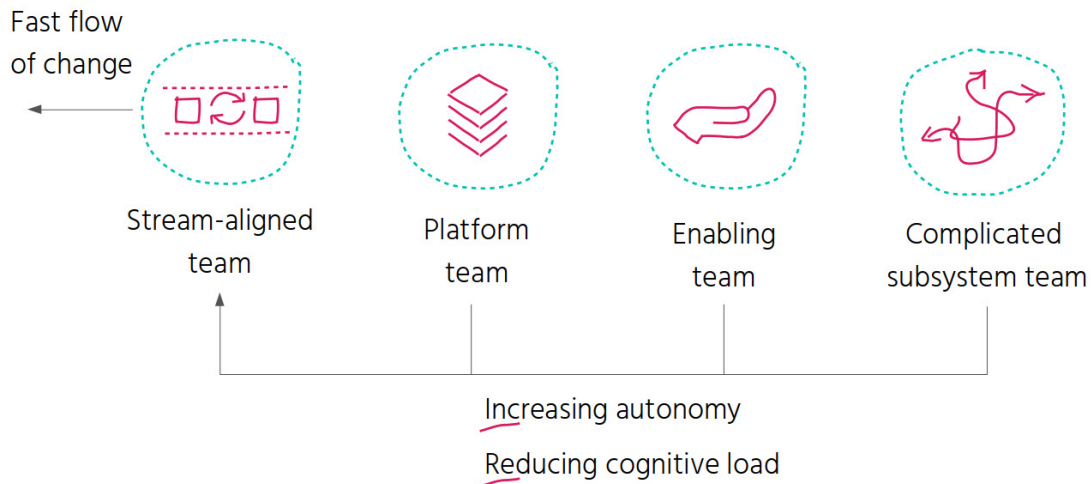 Fast flow
of change
Stream-aligned
team
Platform
team
Enabling
team
Complicated
subsystem team
Increasing autonomy
Reducing cognitive load